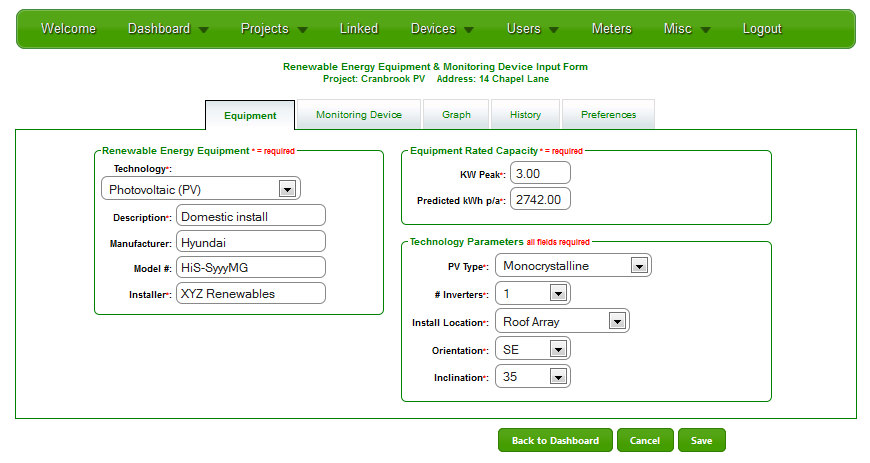 Welcome Dashboard Projects Linked Devices Users Meters Misc Logout
Renewable Energy Equipment & Monitoring Device Input Form
Project: Cranbrook PV Address: 14 Chapel Lane
Equipment Monitoring Device Graph History Preferences
Renewable Energy Equipment * = required
Technology*:
Photovoltaic (PV)
Description*: Domestic install
Manufacturer: Hyundai
Model #: HiS-SyyyMG
Installer*: XYZ Renewables
Equipment Rated Capacity * = required
KW Peak*: 3.00
Predicted kWh p/a*: 2742.00
Technology Parameters all fields required
PV Type*: Monocrystalline
# Inverters*: 1
Install Location*: Roof Array
Orientation*: SE
Inclination*: 35
Back to Dashboard Cancel Save